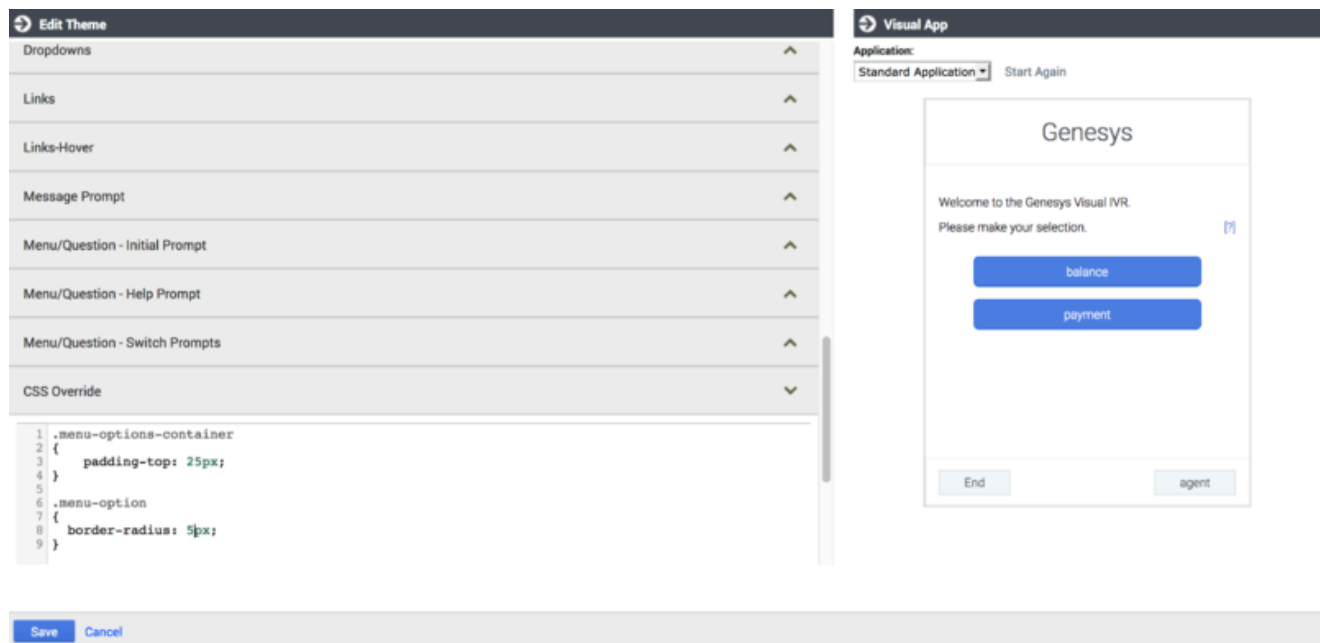 Edit Theme
Dropdowns
Links
Links-Hover
Message Prompt
Menu/Question - Initial Prompt
Menu/Question - Help Prompt
Menu/Question - Switch Prompts
CSS Override
1 .menu-options-container
2 {
3 padding-top: 25px;
4 }
5
6 .menu-option
7 {
8 border-radius: 5px;
9 }
Save Cancel
Visual App
Application:
Standard Application Start Again
Genesys
Welcome to the Genesys Visual IVR.
Please make your selection. [?]
balance
payment
End agent